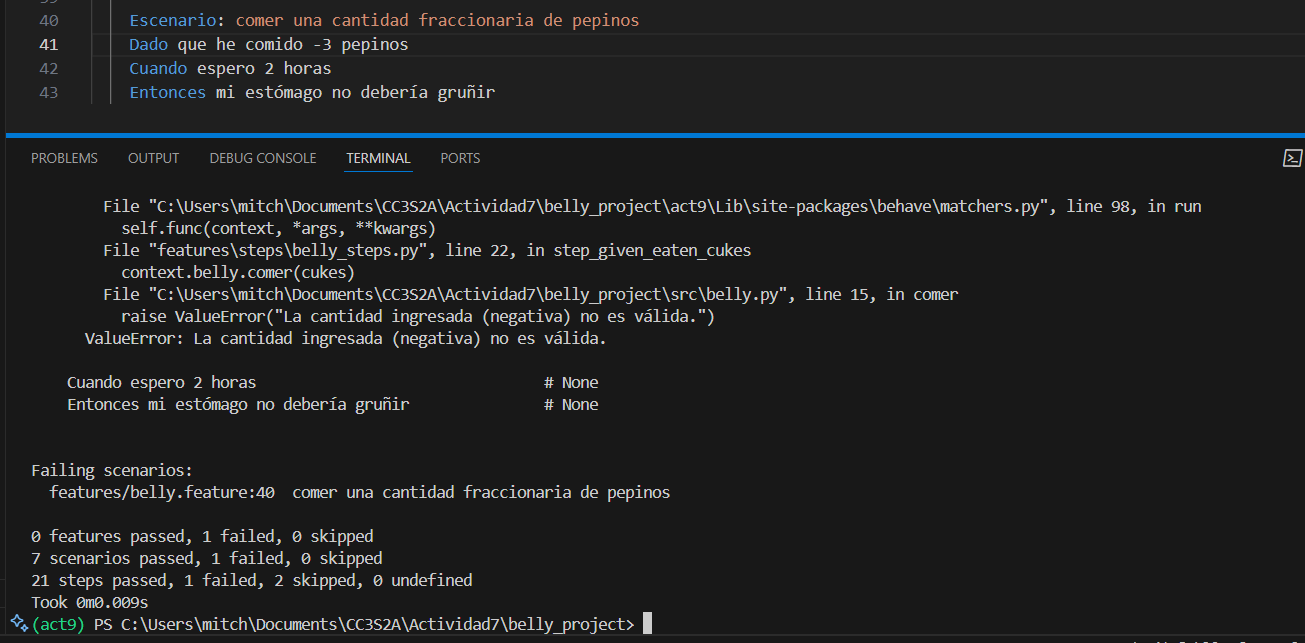 40 Escenario: comer una cantidad fraccionaria de pepinos
41 Dado que he comido -3 pepinos
42 Cuando espero 2 horas
43 Entonces mi estómago no debería gruñir
PROBLEMS OUTPUT DEBUG CONSOLE TERMINAL PORTS
File "C:\Users\mitch\Documents\CC3S2A\Actividad7\belly_project\act9\Lib\site-packages\behave\matchers.py", line 98, in run
self.func(context, *args, **kwargs)
File "features\steps\belly_steps.py", line 22, in step_given_eaten_cukes
context.belly.comer(cukes)
File "C:\Users\mitch\Documents\CC3S2A\Actividad7\belly_project\src\belly.py", line 15, in comer
raise ValueError("La cantidad ingresada (negativa) no es válida.")
ValueError: La cantidad ingresada (negativa) no es válida.
Cuando espero 2 horas # None
Entonces mi estómago no debería gruñir # None
Failing scenarios:
features/belly.feature:40 comer una cantidad fraccionaria de pepinos
0 features passed, 1 failed, 0 skipped
7 scenarios passed, 1 failed, 0 skipped
21 steps passed, 1 failed, 2 skipped, 0 undefined
Took 0m0.009s
(act9) PS C:\Users\mitch\Documents\CC3S2A\Actividad7\belly_project>